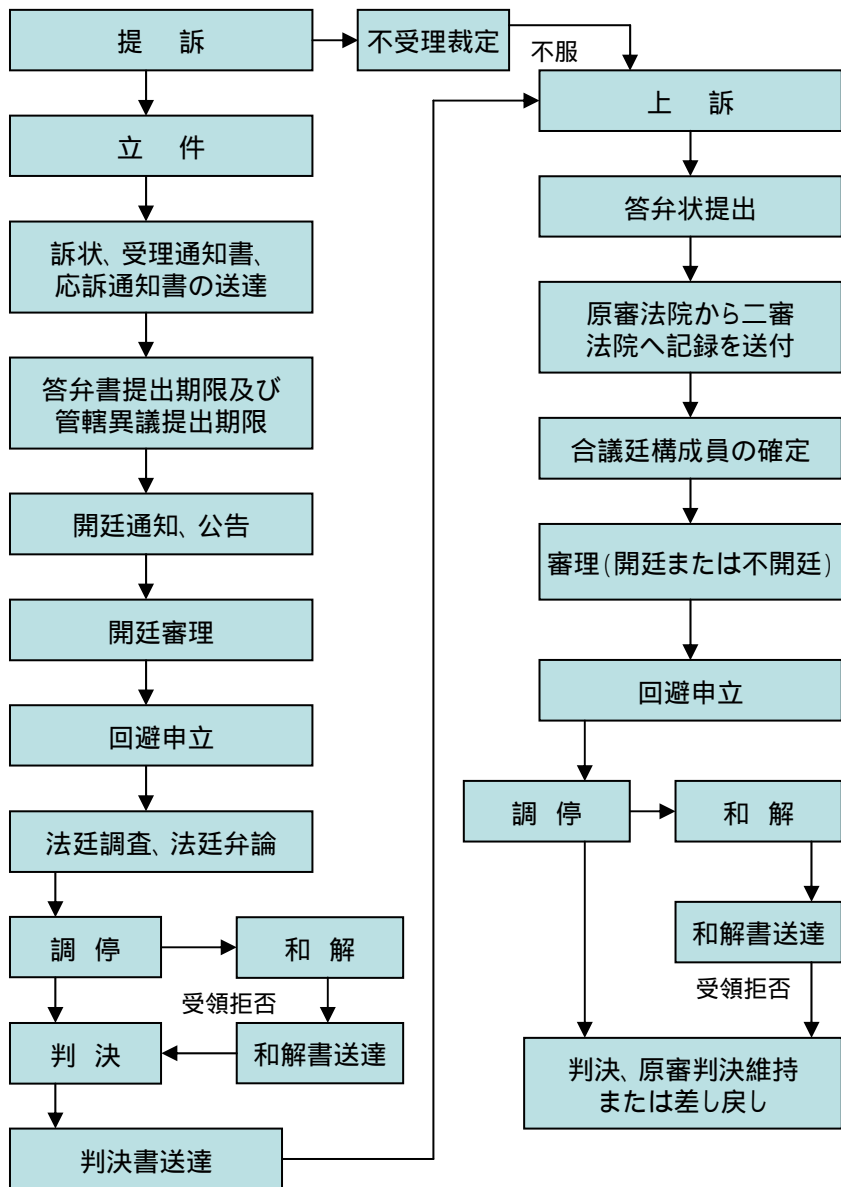 提 訴
不受理裁定
不服
立 件
訴状、受理通知書、
応訴通知書の送達
答弁書提出期限及び
管轄異議提出期限
開廷通知、公告
開廷審理
回避申立
法廷調査、法廷弁論
調 停
和 解
受領拒否
判 決
和解書送達
判決書送達
上 訴
答弁状提出
原審法院から二審
法院へ記録を送付
合議廷構成員の確定
審理(開廷または不開廷)
回避申立
調 停
和 解
和解書送達
受領拒否
判決、原審判決維持
または差し戻し